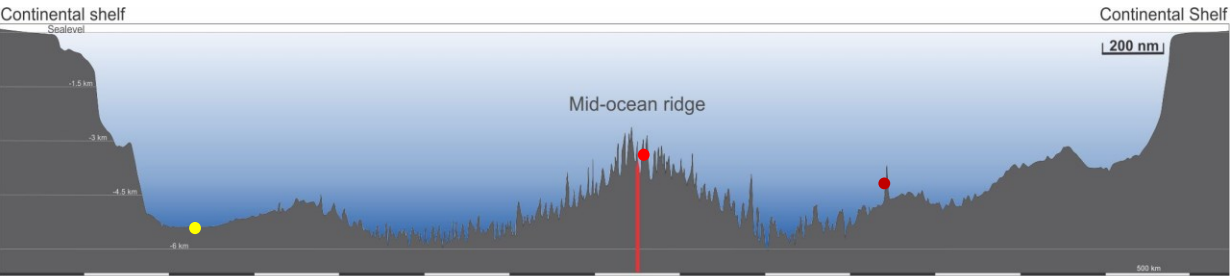 Continental shelf
Continental Shelf
Sealevel
200 nm
-1.5 km
Mid-ocean ridge
-3 km
-4.5 km
-6 km
500 km